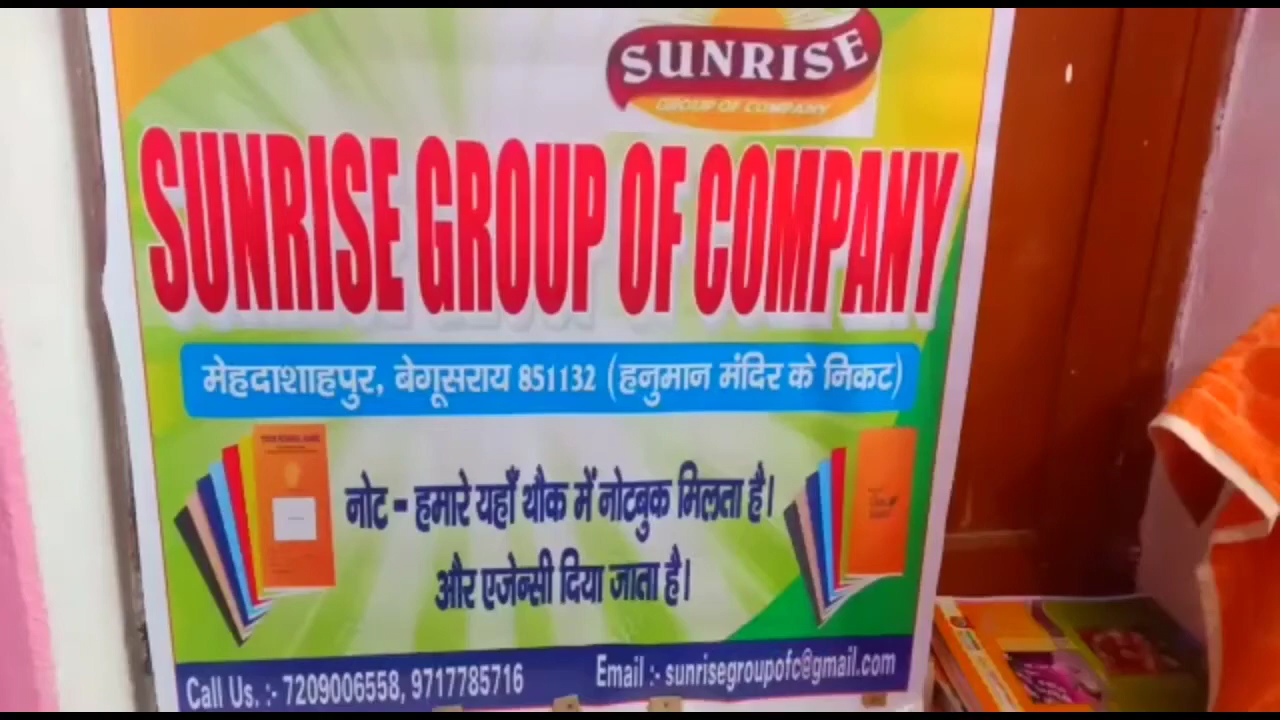 SUNRISE
GROUP OF COMPANY
SUNRISE GROUP OF COMPANY
मेहदाशाहपुर, बेगूसराय 851132 (हनुमान मंदिर के निकट)
नोट - हमारे यहाँ थौक में नोटबुक मिलता है।
और एजेन्सी दिया जाता है।
Call Us. :- 7209006558, 9717785716
Email :- sunrisegroupofc@gmail.com